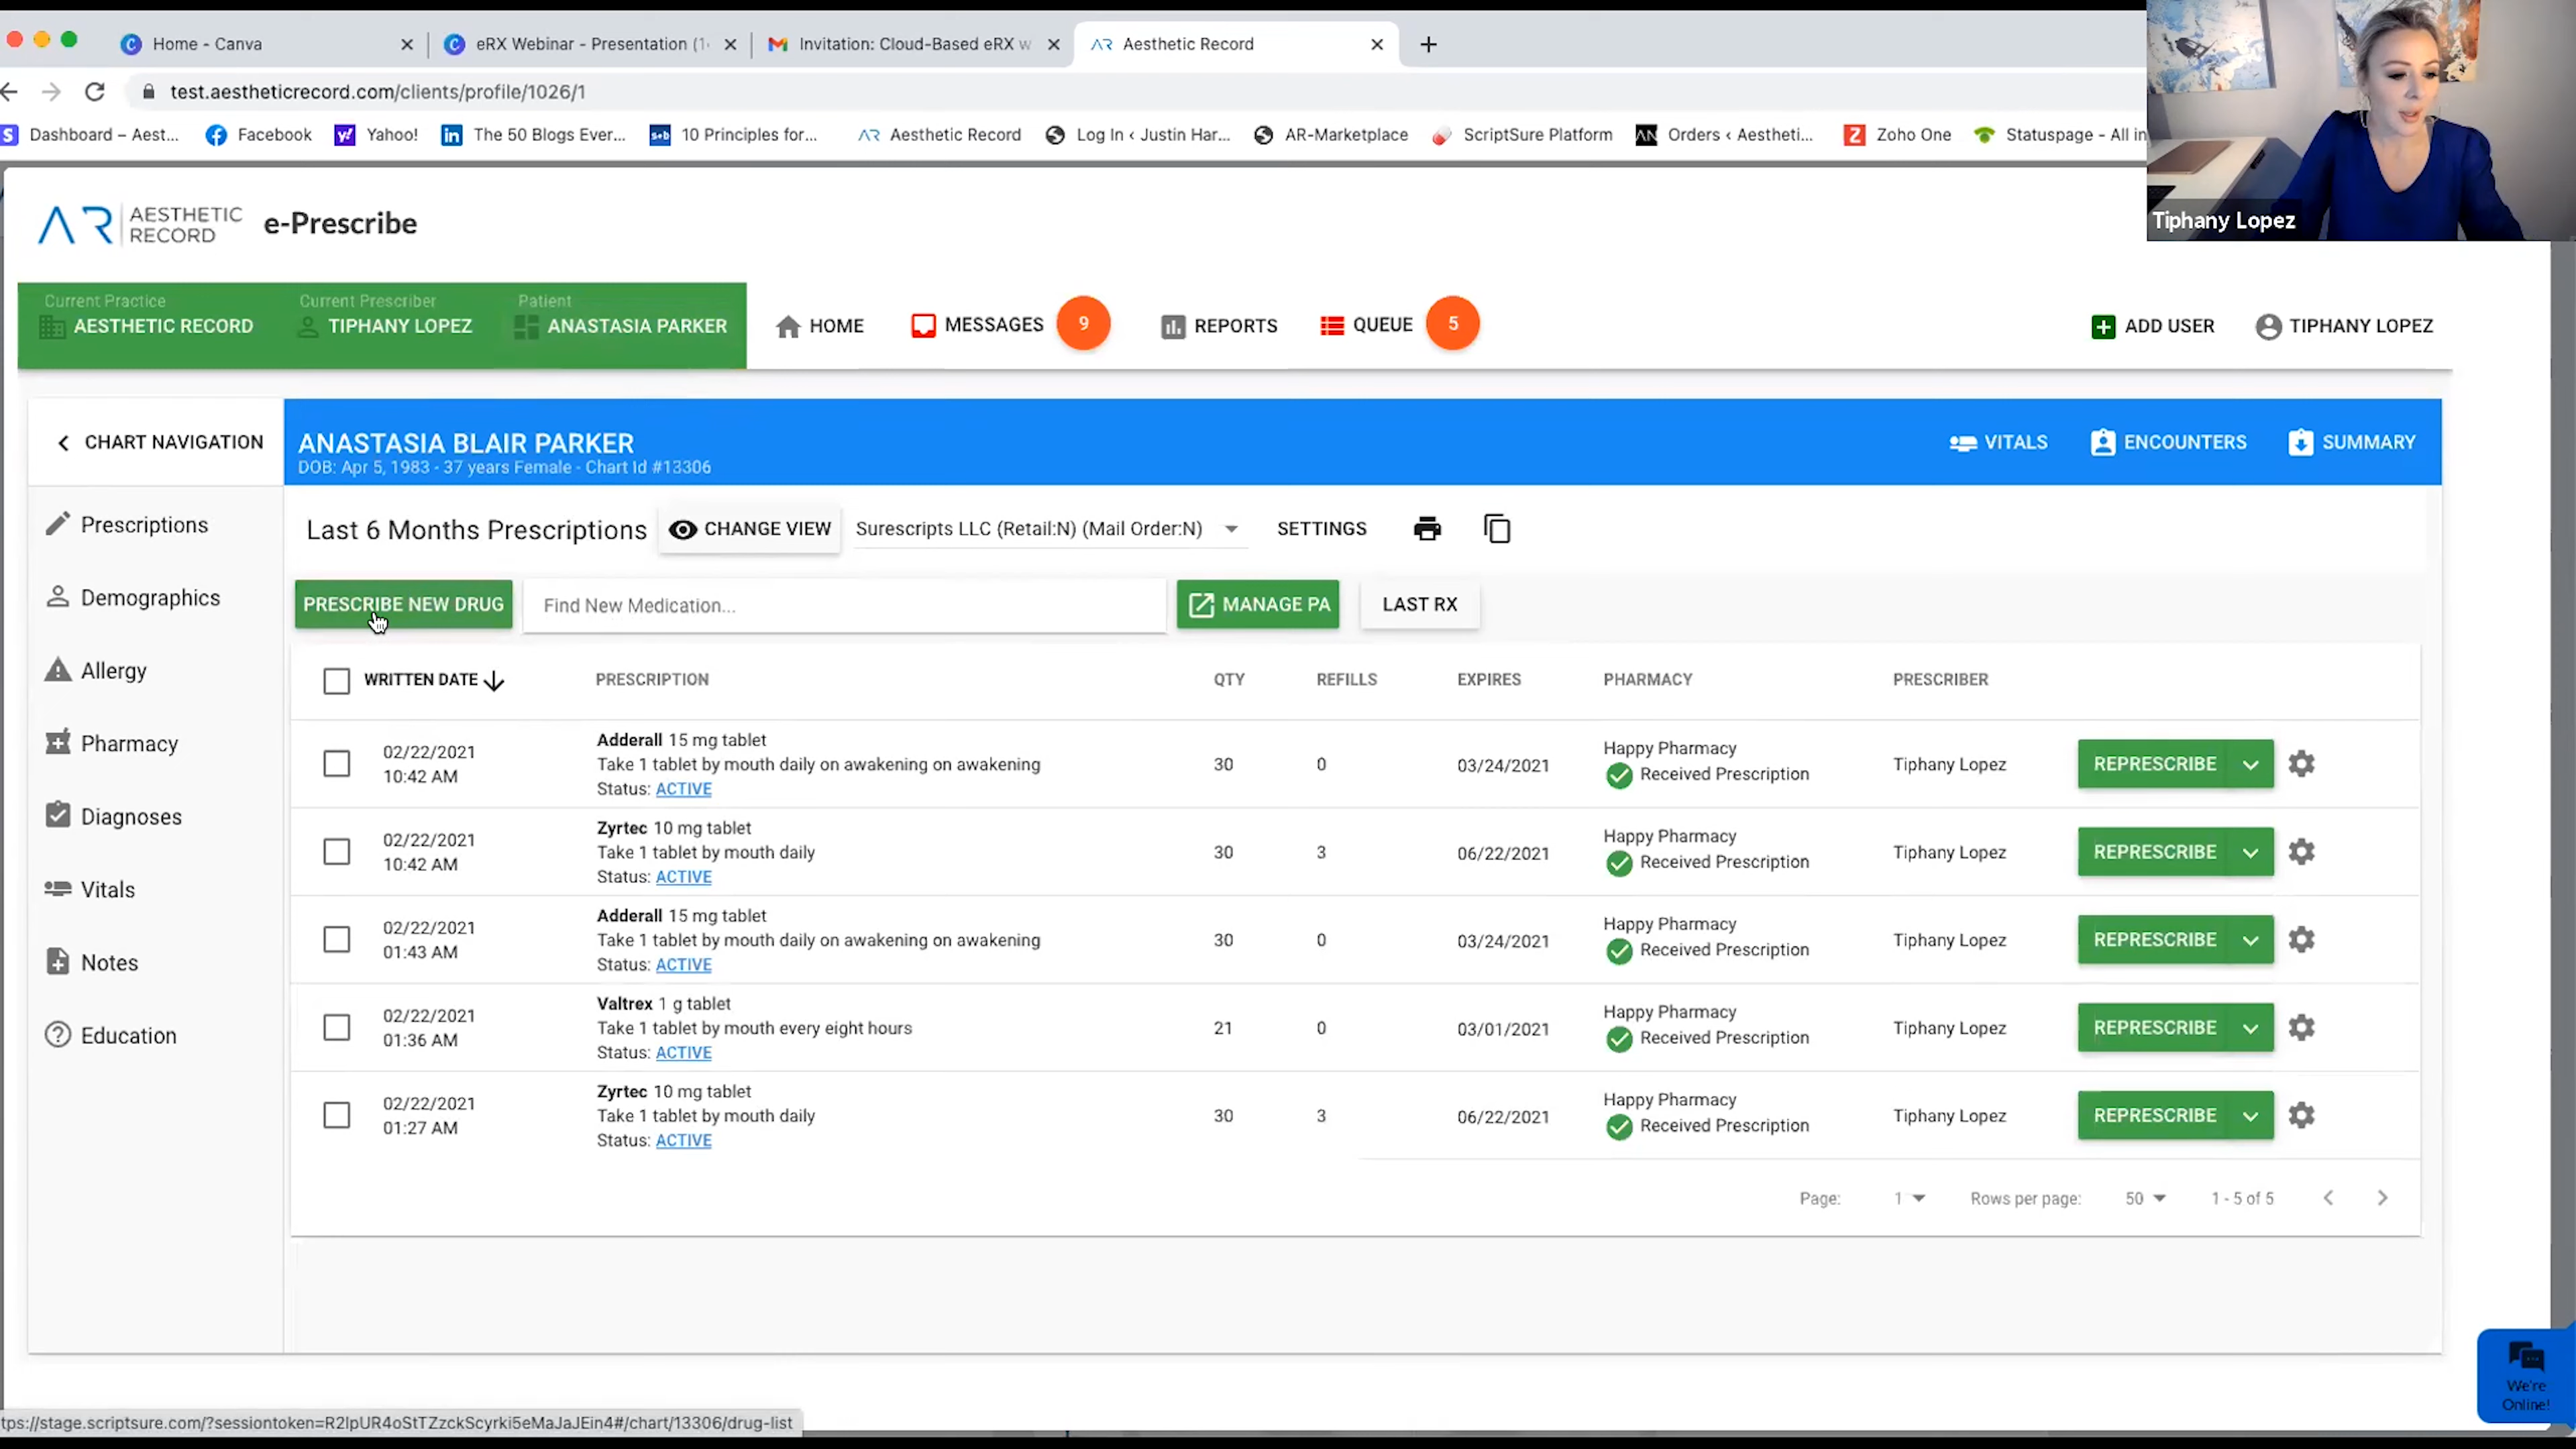 Home - Canva
eRX Webinar - Presentation (1
Invitation: Cloud-Based eRX w
Aesthetic Record
test.aestheticrecord.com/clients/profile/1026/1
Dashboard – Aest...
Facebook
Yahoo!
The 50 Blogs Ever...
10 Principles for...
Aesthetic Record
Log In ‹ Justin Har...
AR-Marketplace
ScriptSure Platform
Orders ‹ Aestheti...
Zoho One
Statuspage - All in
Tiphany Lopez
AR AESTHETIC RECORD e-Prescribe
Current Practice
AESTHETIC RECORD
Current Prescriber
TIPHANY LOPEZ
Patient
ANASTASIA PARKER
HOME
MESSAGES 9
REPORTS
QUEUE 5
ADD USER
TIPHANY LOPEZ
CHART NAVIGATION
ANASTASIA BLAIR PARKER
DOB: Apr 5, 1983 - 37 years Female - Chart Id #13306
VITALS
ENCOUNTERS
SUMMARY
Prescriptions
Demographics
Allergy
Pharmacy
Diagnoses
Vitals
Notes
Education
Last 6 Months Prescriptions
CHANGE VIEW
Surescripts LLC (Retail:N) (Mail Order:N)
SETTINGS
PRESCRIBE NEW DRUG
Find New Medication...
MANAGE PA
LAST RX
WRITTEN DATE PRESCRIPTION QTY REFILLS EXPIRES PHARMACY PRESCRIBER
02/22/2021
10:42 AM
Adderall 15 mg tablet
Take 1 tablet by mouth daily on awakening on awakening
Status: ACTIVE
30
0
03/24/2021
Happy Pharmacy
Received Prescription
Tiphany Lopez
REPRESCRIBE
02/22/2021
10:42 AM
Zyrtec 10 mg tablet
Take 1 tablet by mouth daily
Status: ACTIVE
30
3
06/22/2021
Happy Pharmacy
Received Prescription
Tiphany Lopez
REPRESCRIBE
02/22/2021
01:43 AM
Adderall 15 mg tablet
Take 1 tablet by mouth daily on awakening on awakening
Status: ACTIVE
30
0
03/24/2021
Happy Pharmacy
Received Prescription
Tiphany Lopez
REPRESCRIBE
02/22/2021
01:36 AM
Valtrex 1 g tablet
Take 1 tablet by mouth every eight hours
Status: ACTIVE
21
0
03/01/2021
Happy Pharmacy
Received Prescription
Tiphany Lopez
REPRESCRIBE
02/22/2021
01:27 AM
Zyrtec 10 mg tablet
Take 1 tablet by mouth daily
Status: ACTIVE
30
3
06/22/2021
Happy Pharmacy
Received Prescription
Tiphany Lopez
REPRESCRIBE
Page: 1 Rows per page: 50 1 - 5 of 5
We're
Online!
tps://stage.scriptsure.com/?sessiontoken=R2IpUR4oStTZzckScyrki5eMaJaJEin4#/chart/13306/drug-list